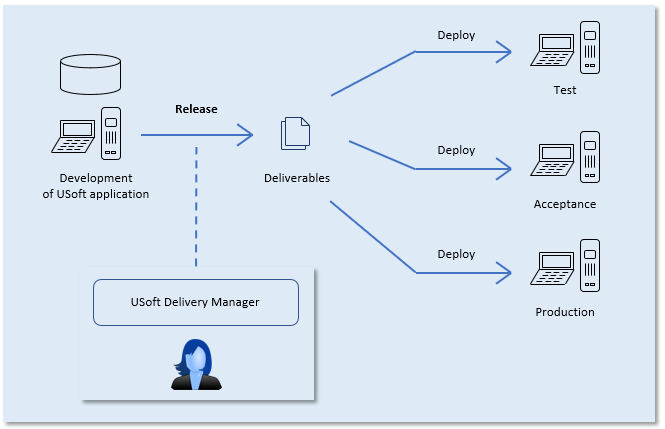 Deploy
Test
Release
Development
of USoft application
Deliverables
Deploy
Acceptance
Deploy
Production
USoft Delivery Manager